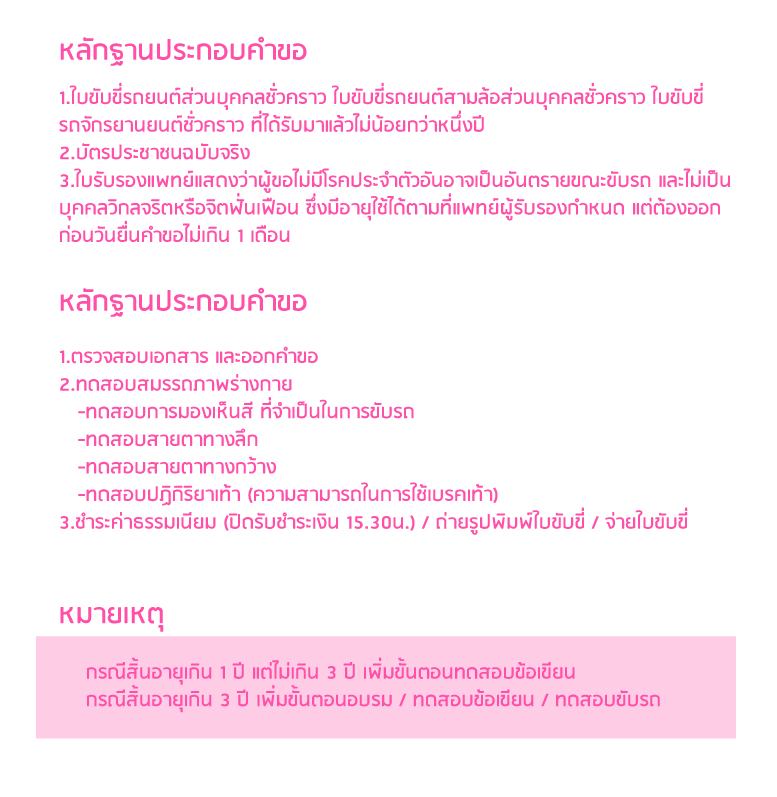 หลักฐานประกอบคำขอ
1.ใบขับขี่รถยนต์ส่วนบุคคลชั่วคราว ใบขับขี่รถยนต์สามล้อส่วนบุคคลชั่วคราว ใบขับขี่
รถจักรยานยนต์ชั่วคราว ที่ได้รับมาแล้วไม่น้อยกว่าหนึ่งปี
2.บัตรประชาชนฉบับจริง
3.ใบรับรองแพทย์แสดงว่าผู้ขอไม่มีโรคประจำตัวอันอาจเป็นอันตรายขณะขับรถ และไม่เป็น
บุคคลวิกลจริตหรือจิตฟั่นเฟือน ซึ่งมีอายุใช้ได้ตามที่แพทย์ผู้รับรองกำหนด แต่ต้องออก
ก่อนวันยื่นคำขอไม่เกิน 1 เดือน
หลักฐานประกอบคำขอ
1.ตรวจสอบเอกสาร และออกคำขอ
2.ทดสอบสมรรถภาพร่างกาย
-ทดสอบการมองเห็นสี ที่จำเป็นในการขับรถ
-ทดสอบสายตาทางลึก
-ทดสอบสายตาทางกว้าง
-ทดสอบปฏิกิริยาเท้า (ความสามารถในการใช้เบรคเท้า)
3.ชำระค่าธรรมเนียม (ปิดรับชำระเงิน 15.30น.) / ถ่ายรูปพิมพ์ใบขับขี่ / จ่ายใบขับขี่
หมายเหตุ
กรณีสิ้นอายุเกิน 1 ปี แต่ไม่เกิน 3 ปี เพิ่มขั้นตอนทดสอบข้อเขียน
กรณีสิ้นอายุเกิน 3 ปี เพิ่มขั้นตอนอบรม / ทดสอบข้อเขียน / ทดสอบขับรถ